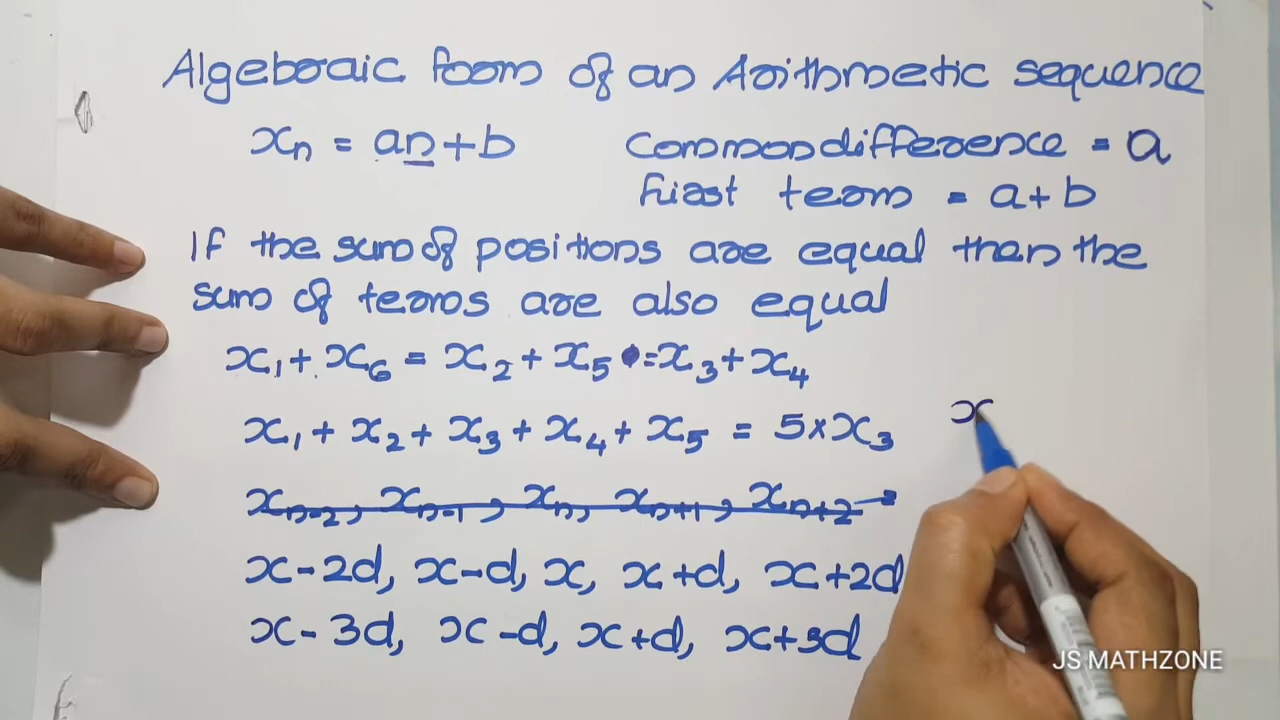 Algebraic form of an Arithmetic sequence
xₙ = an+b
Common difference = a
First term = a+b
If the sum of positions are equal than the
sum of terms are also equal
x₁ + x₆ = x₂ + x₅ = x₃ + x₄
x₁ + x₂ + x₃ + x₄ + x₅ = 5×x₃
x
xₙ₋₂, xₙ₋₁, xₙ, xₙ₊₁, xₙ₊₂
x-2d, x-d, x, x+d, x+2d
x-3d, x-d, x+d, x+3d
JS MATHZONE